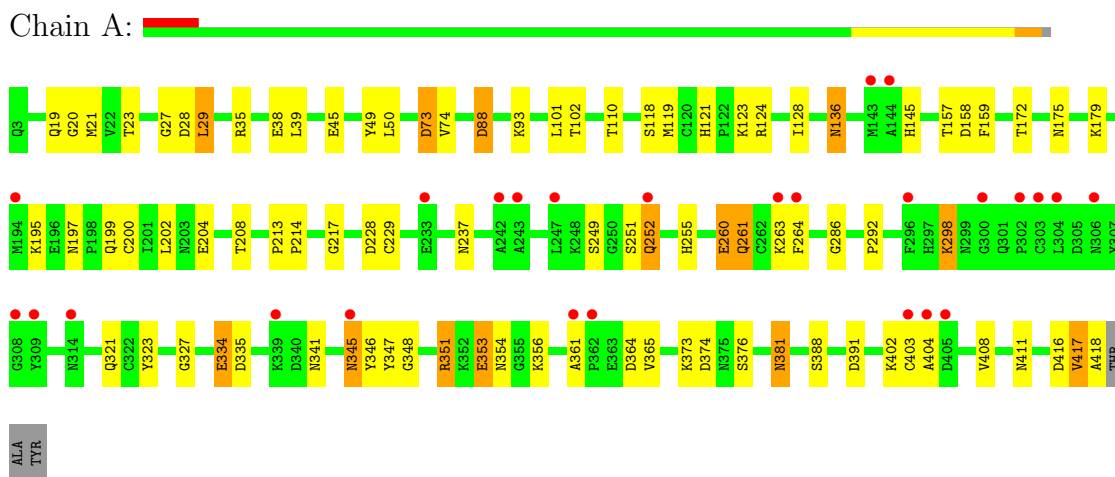 Chain A:
Q3 Q19 G20 M21 V22 T23 G27 D28 L29 R35 E38 L39 E45 Y49 L50 D73 V74 D88 K93 L101 T102 T110 S118 M119 C120 H121 P122 K123 R124 I128 N136 M143 A144 H145 T157 D158 F159 T172 N175 K179
M194 K195 E196 N197 P198 Q199 C200 I201 L202 N203 E204 T208 P213 P214 G217 D228 C229 E233 N237 A242 A243 L247 K248 S249 G250 S251 Q252 H255 E260 Q261 C262 K263 F264 G286 P292 F296 H297 K298 N299 G300 Q301 P302 C303 L304 D305 N306 Y307
G308 Y309 N314 Q321 C322 Y323 G327 E334 D335 K339 D340 N341 N345 Y346 Y347 G348 R351 K352 E353 N354 G355 K356 A361 P362 E363 D364 V365 K373 D374 N375 S376 N381 S388 D391 K402 C403 A404 D405 V408 N411 D416 V417 A418 THR
ALA TYR